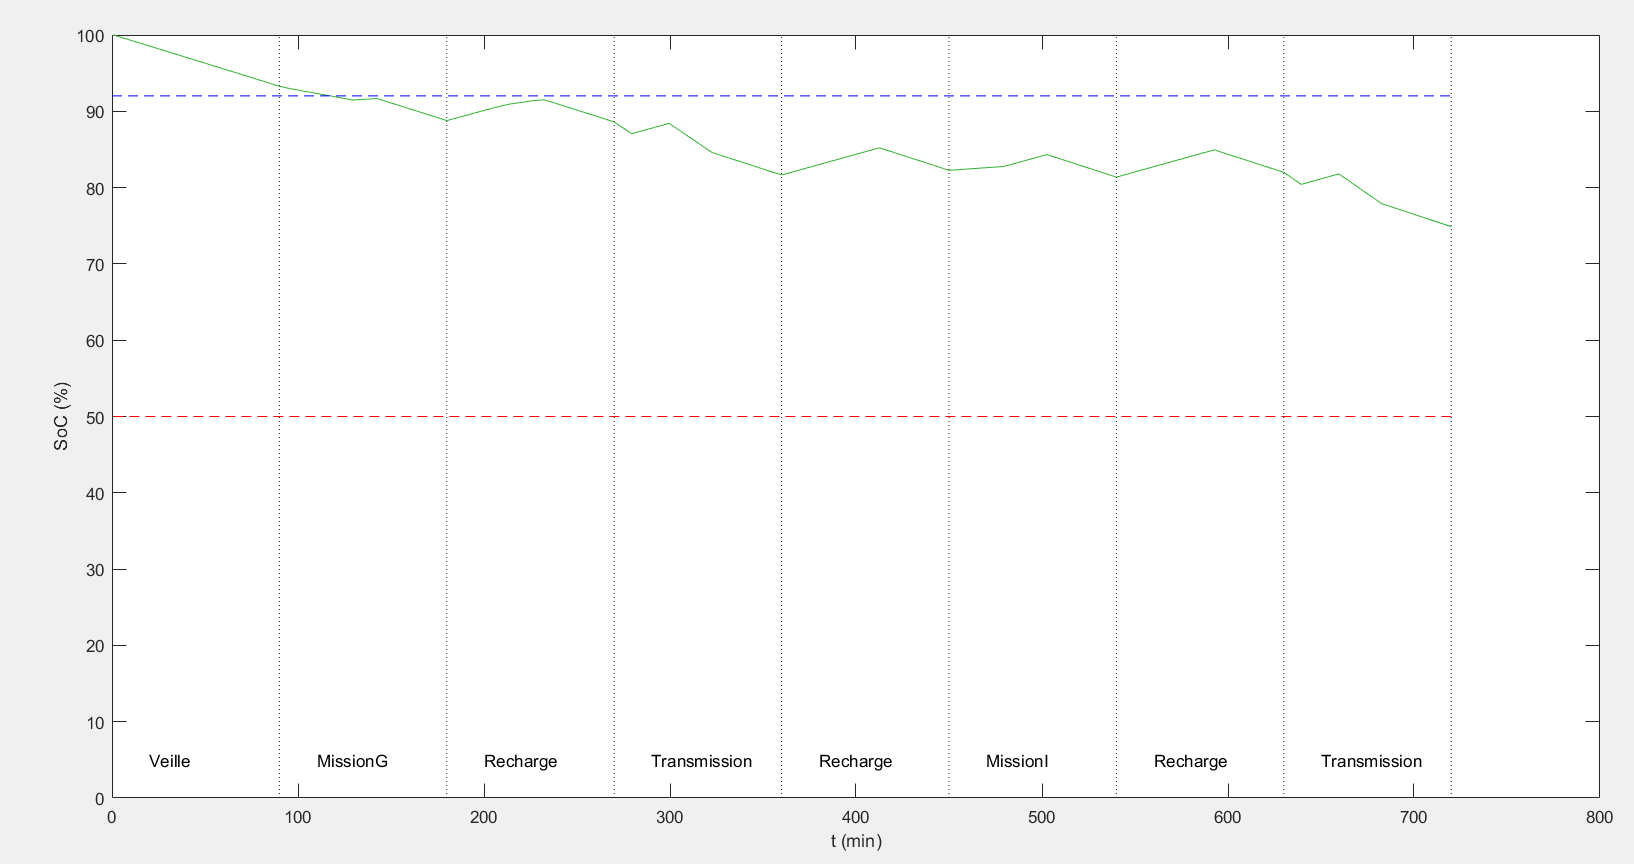 100
90
80
70
60
50
40
30
20
10
0
SoC (%)
Veille MissionG Recharge Transmission Recharge MissionI Recharge Transmission
0 100 200 300 400 500 600 700 800
t (min)